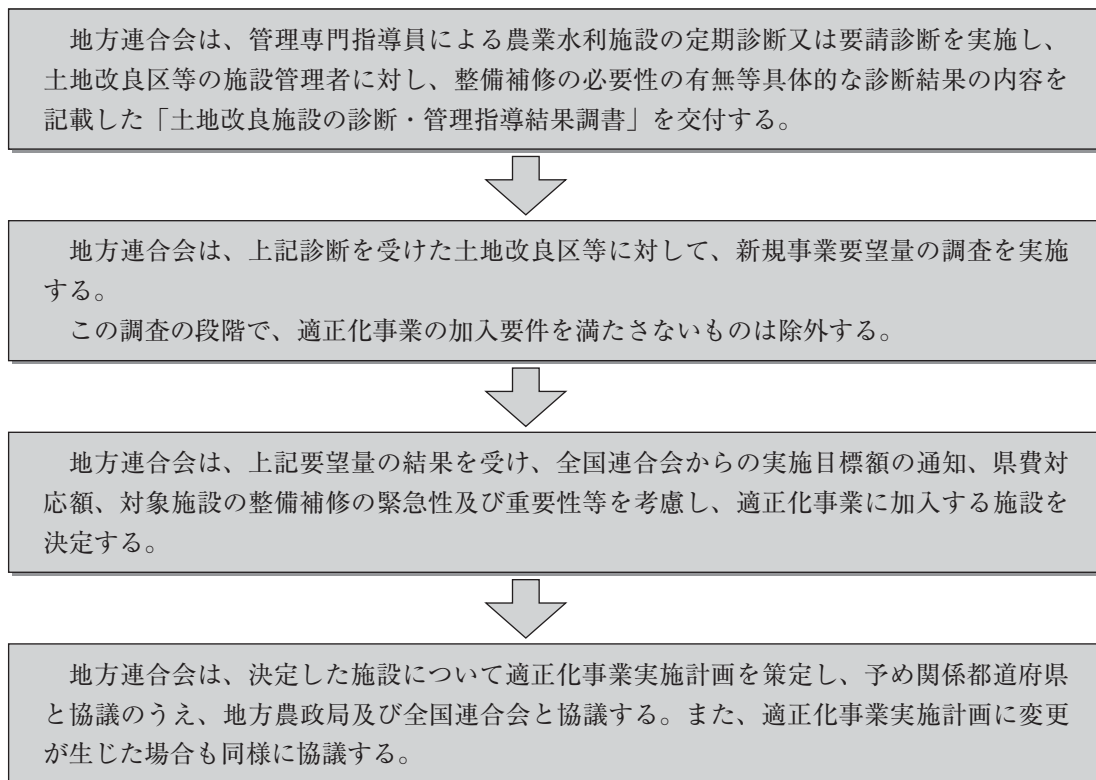 地方連合会は、管理専門指導員による農業水利施設の定期診断又は要請診断を実施し、
土地改良区等の施設管理者に対し、整備補修の必要性の有無等具体的な診断結果の内容を
記載した「土地改良施設の診断・管理指導結果調書」を交付する。
地方連合会は、上記診断を受けた土地改良区等に対して、新規事業要望量の調査を実施
する。
この調査の段階で、適正化事業の加入要件を満たさないものは除外する。
地方連合会は、上記要望量の結果を受け、全国連合会からの実施目標額の通知、県費対
応額、対象施設の整備補修の緊急性及び重要性等を考慮し、適正化事業に加入する施設を
決定する。
地方連合会は、決定した施設について適正化事業実施計画を策定し、予め関係都道府県
と協議のうえ、地方農政局及び全国連合会と協議する。また、適正化事業実施計画に変更
が生じた場合も同様に協議する。